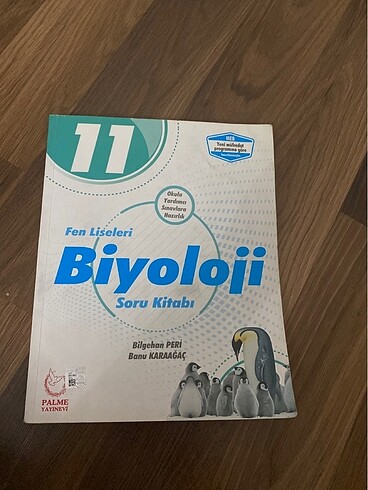 11
MEB
Yeni müfredat
programına göre
Okula
Yardımcı
Sınavlara
Hazırlık
Fen Liseleri
Biyoloji
Soru Kitabı
Bilgehan PERİ
Banu KARAAĞAÇ
PALME
YAYINEVİ